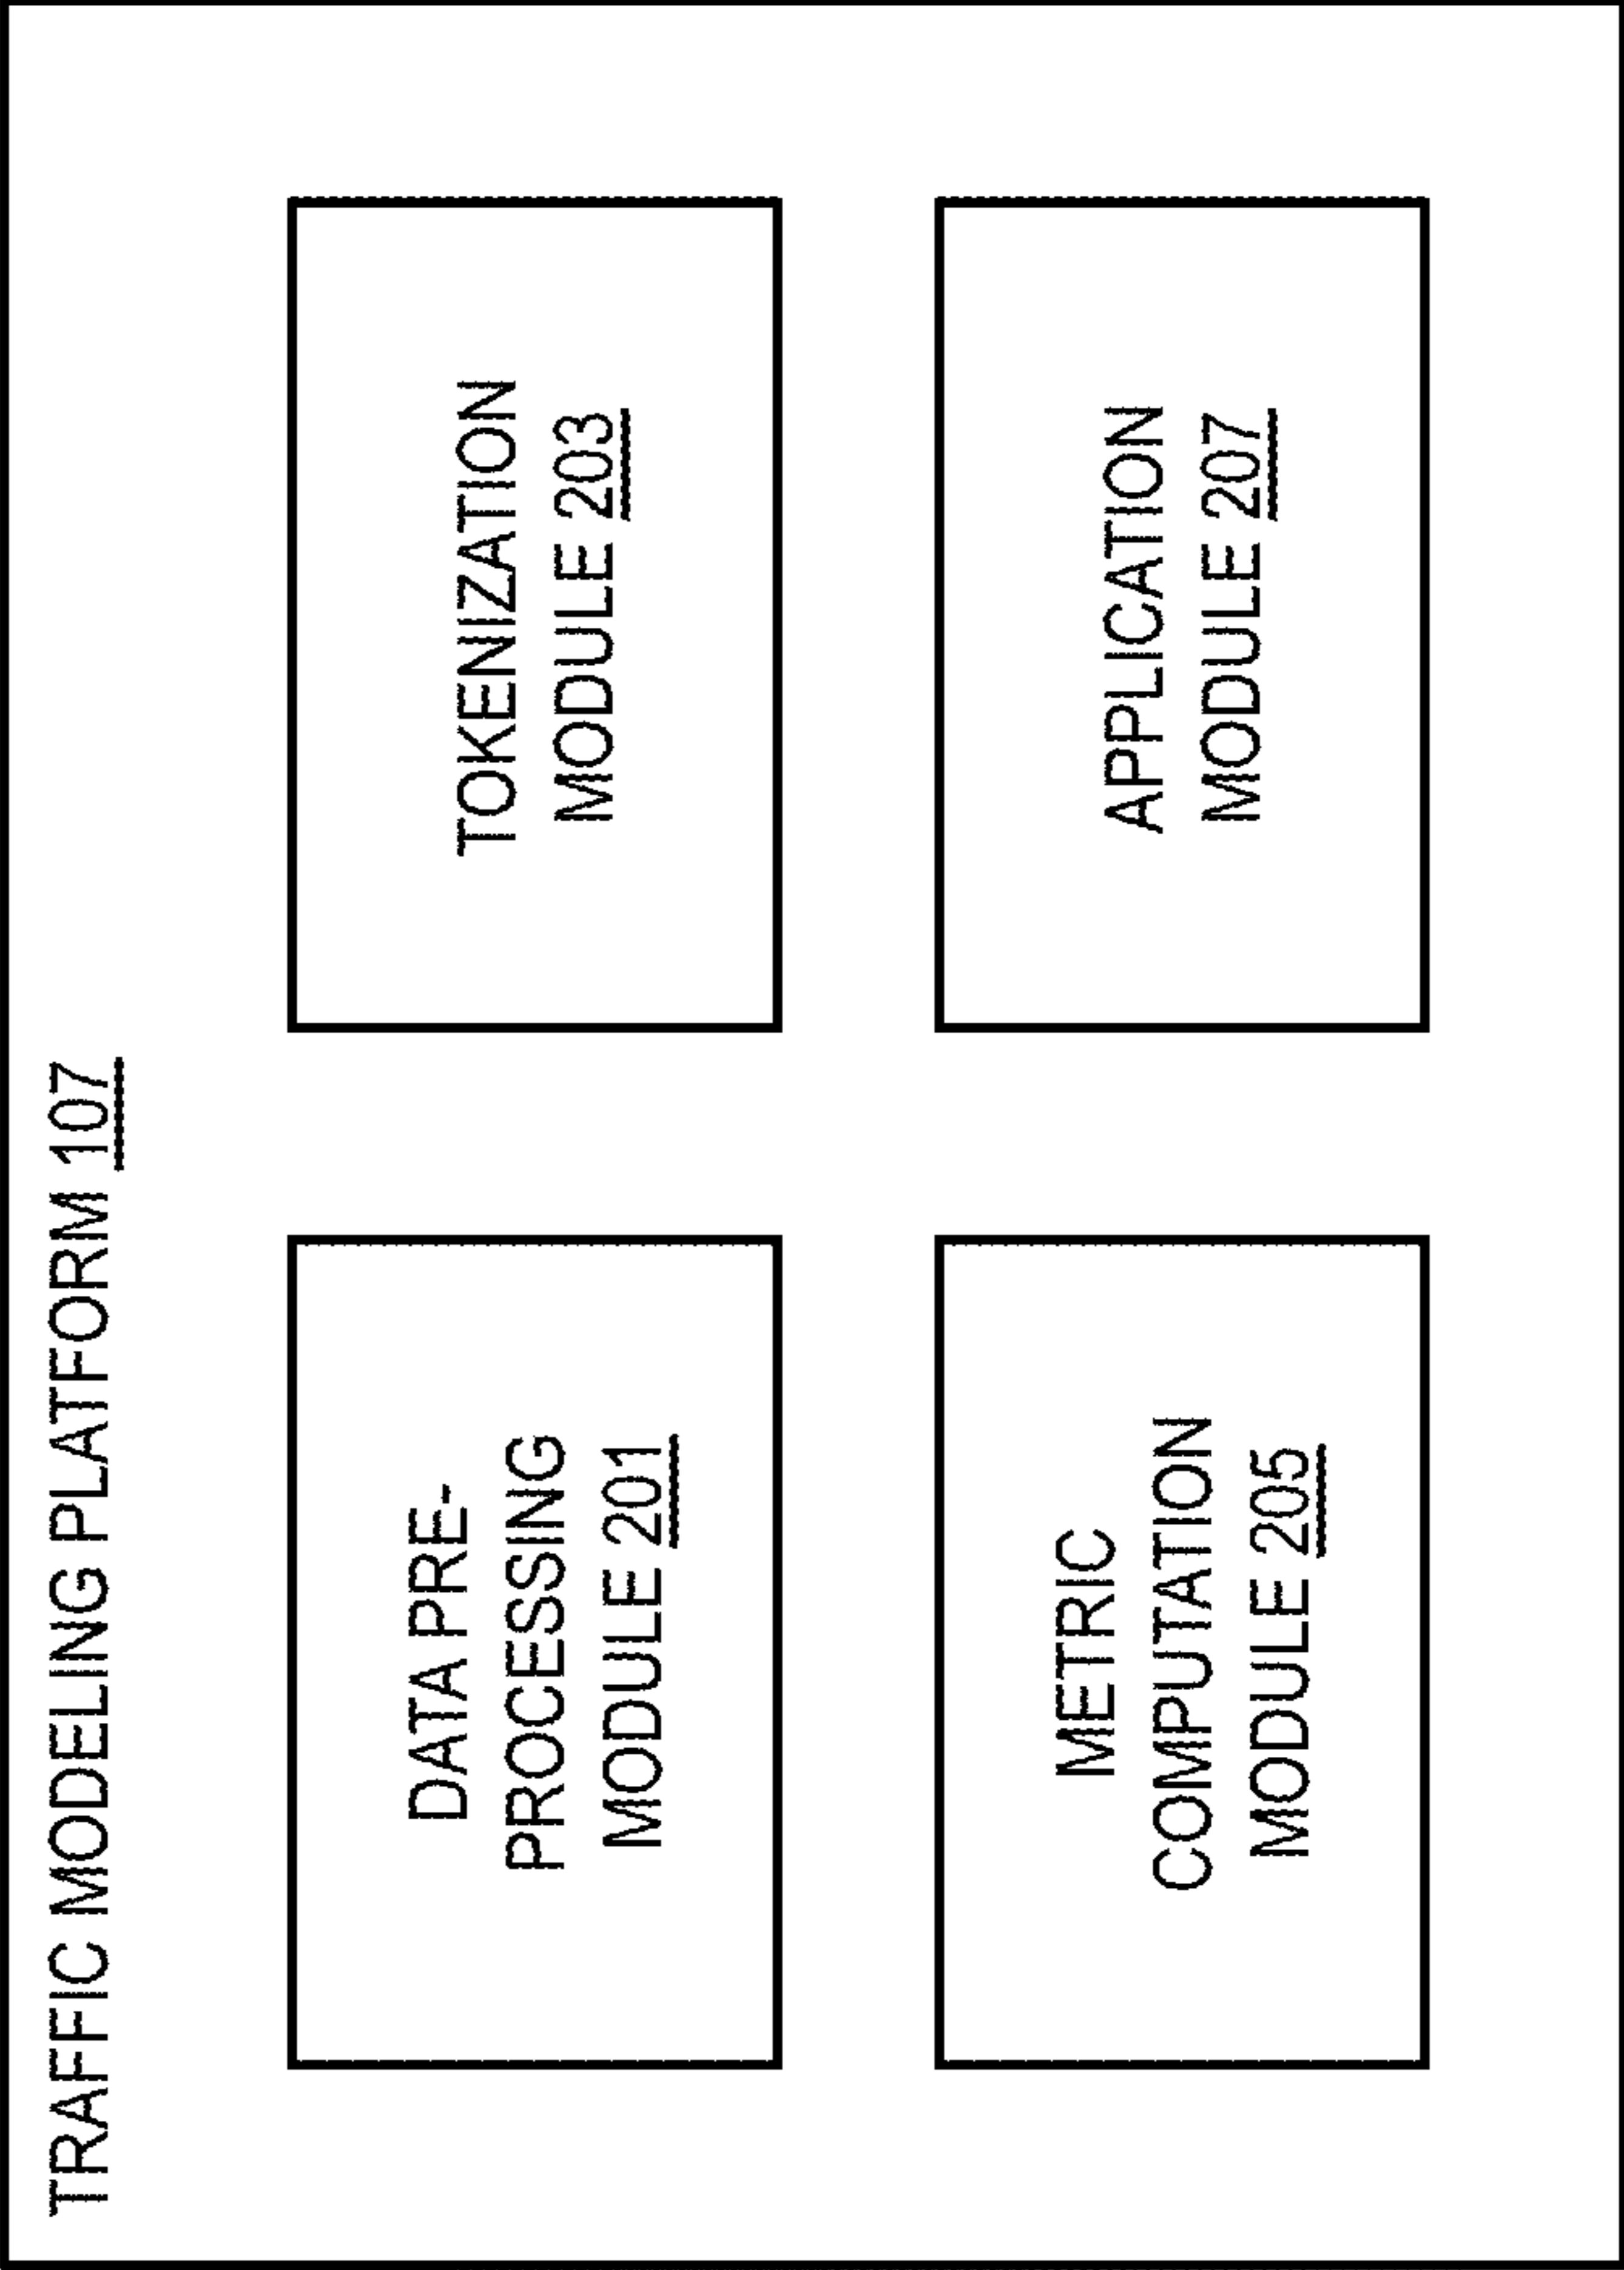 TRAFFIC MODELING PLATFORM 107
DATA PRE-
PROCESSING
MODULE 201
TOKENIZATION
MODULE 203
METRIC
COMPUTATION
MODULE 205
APPLICATION
MODULE 207